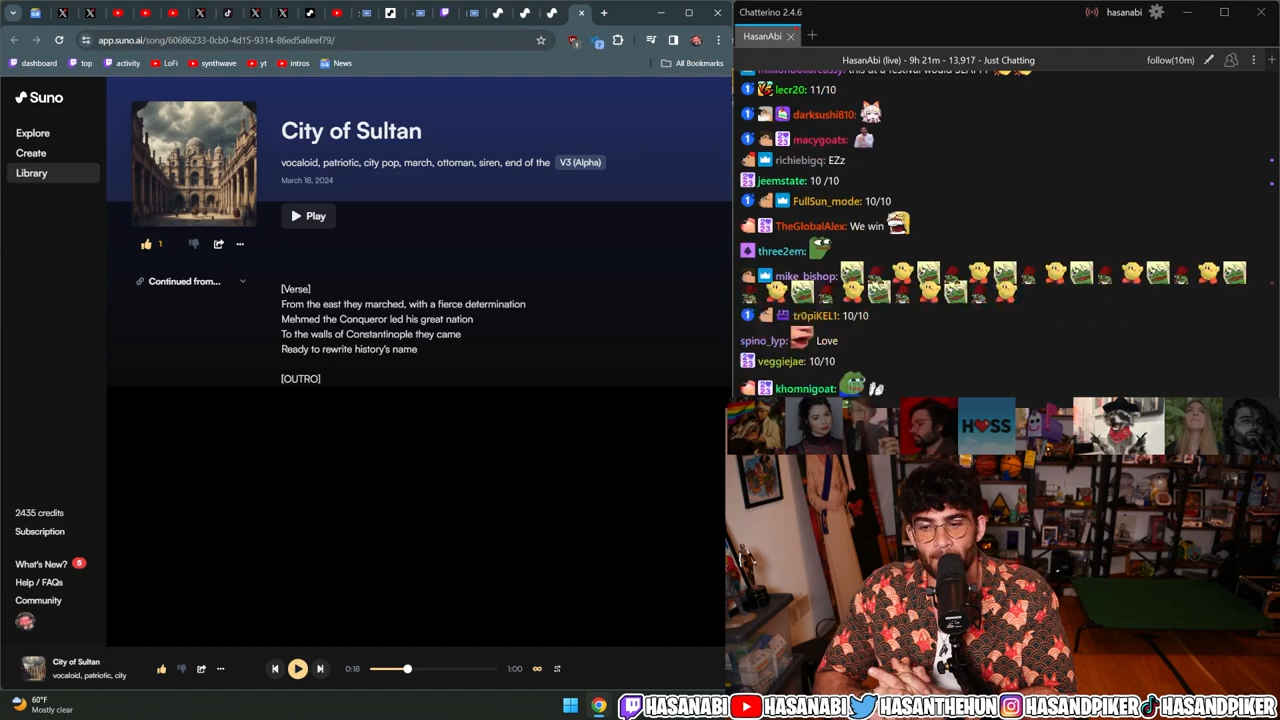 app.suno.ai/song/60686233-0cb0-4d15-9314-86ed5a8eef79/
dashboard
top
activity
LoFi
synthwave
yt
intros
News
All Bookmarks
Suno
Explore
Create
Library
City of Sultan
vocaloid, patriotic, city pop, march, ottoman, siren, end of the
V3 (Alpha)
March 18, 2024
Play
1
Continued from...
[Verse]
From the east they marched, with a fierce determination
Mehmed the Conqueror led his great nation
To the walls of Constantinople they came
Ready to rewrite history's name
[OUTRO]
2435 credits
Subscription
What's New?
Help / FAQs
Community
City of Sultan
vocaloid, patriotic, city
0:18
1:00
60°F
Mostly clear
Chatterino 2.4.6
hasanabi
HasanAbi
HasanAbi (live) - 9h 21m - 13,917 - Just Chatting
follow(10m)
lecr20: 11/10
darksushi810:
macygoats:
richiebigq: EZz
jeemstate: 10 /10
FullSun_mode: 10/10
TheGlobalAlex: We win
three2em:
mike_bishop:
tr0piKEL1: 10/10
spino_lyp: Love
veggiejae: 10/10
khomnigoat:
HASANABI
HASANABI
HASANTHEHUN
HASANDPIKER
HASANDPIKER